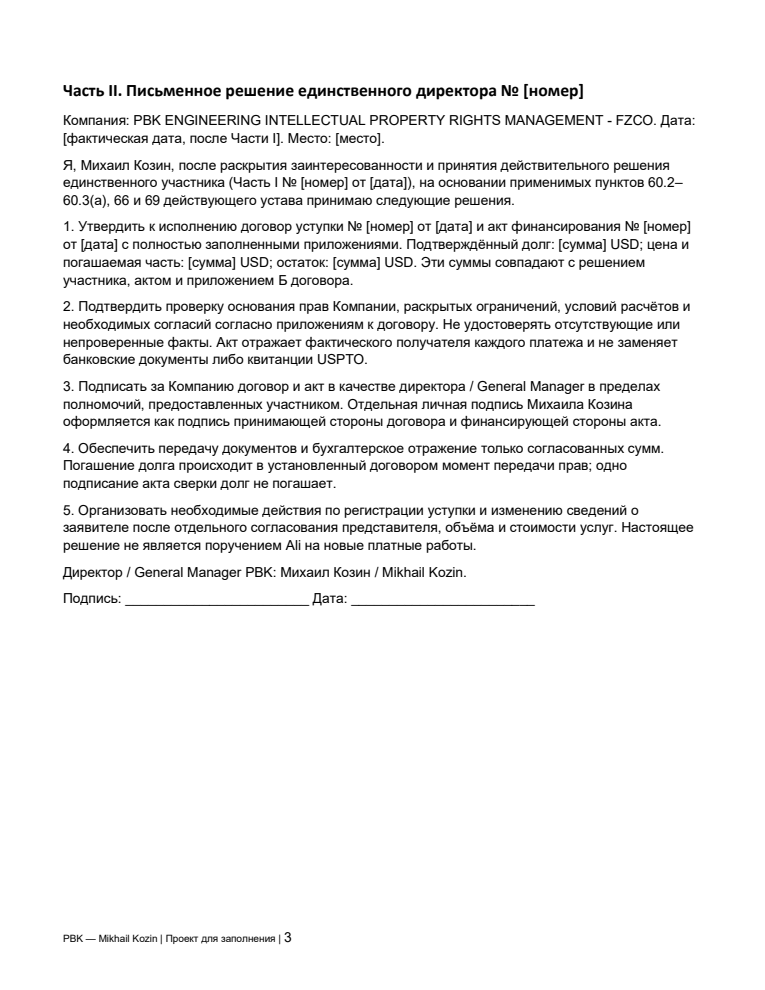 Часть II. Письменное решение единственного директора № [номер]
Компания: PBK ENGINEERING INTELLECTUAL PROPERTY RIGHTS MANAGEMENT - FZCO. Дата:
[фактическая дата, после Части I]. Место: [место].
Я, Михаил Козин, после раскрытия заинтересованности и принятия действительного решения
единственного участника (Часть I № [номер] от [дата]), на основании применимых пунктов 60.2–
60.3(a), 66 и 69 действующего устава принимаю следующие решения.
1. Утвердить к исполнению договор уступки № [номер] от [дата] и акт финансирования № [номер]
от [дата] с полностью заполненными приложениями. Подтверждённый долг: [сумма] USD; цена и
погашаемая часть: [сумма] USD; остаток: [сумма] USD. Эти суммы совпадают с решением
участника, актом и приложением Б договора.
2. Подтвердить проверку основания прав Компании, раскрытых ограничений, условий расчётов и
необходимых согласий согласно приложениям к договору. Не удостоверять отсутствующие или
непроверенные факты. Акт отражает фактического получателя каждого платежа и не заменяет
банковские документы либо квитанции USPTO.
3. Подписать за Компанию договор и акт в качестве директора / General Manager в пределах
полномочий, предоставленных участником. Отдельная личная подпись Михаила Козина
оформляется как подпись принимающей стороны договора и финансирующей стороны акта.
4. Обеспечить передачу документов и бухгалтерское отражение только согласованных сумм.
Погашение долга происходит в установленный договором момент передачи прав; одно
подписание акта сверки долг не погашает.
5. Организовать необходимые действия по регистрации уступки и изменению сведений о
заявителе после отдельного согласования представителя, объёма и стоимости услуг. Настоящее
решение не является поручением Ali на новые платные работы.
Директор / General Manager PBK: Михаил Козин / Mikhail Kozin.
Подпись: _________________________ Дата: _________________________
PBK — Mikhail Kozin | Проект для заполнения | 3